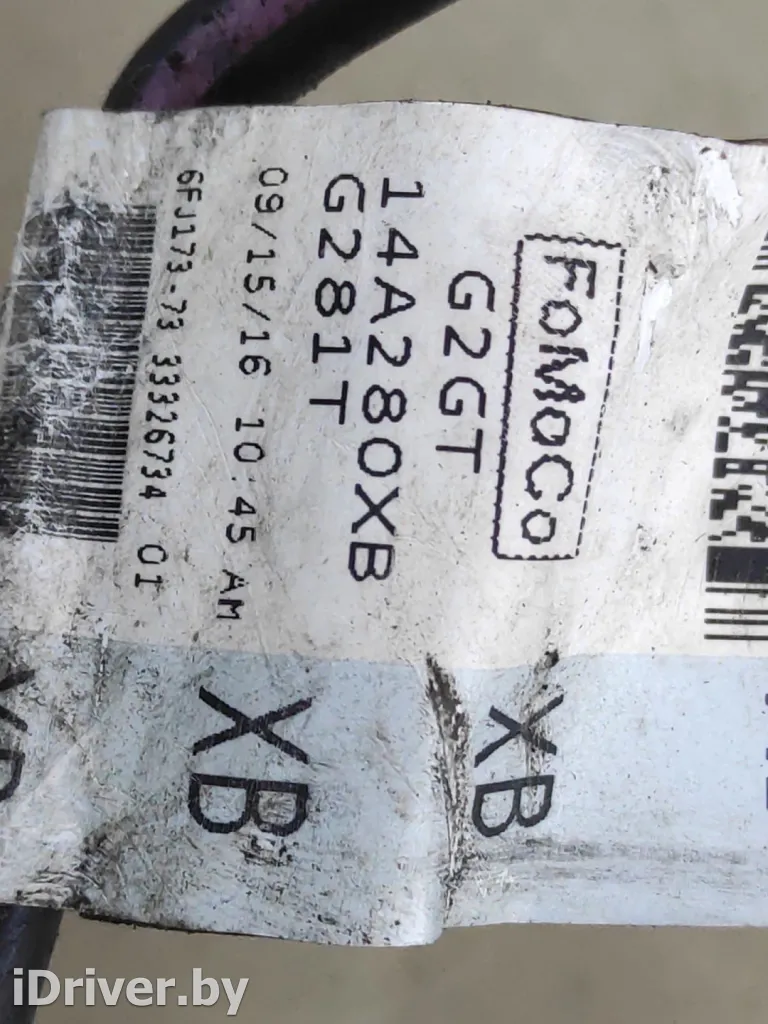 FoMoCo
G2GT
14A280XB
G281T
09/15/16 10:45 AM
6FJ173-73 33326734 01
XB
XB
iDriver.by